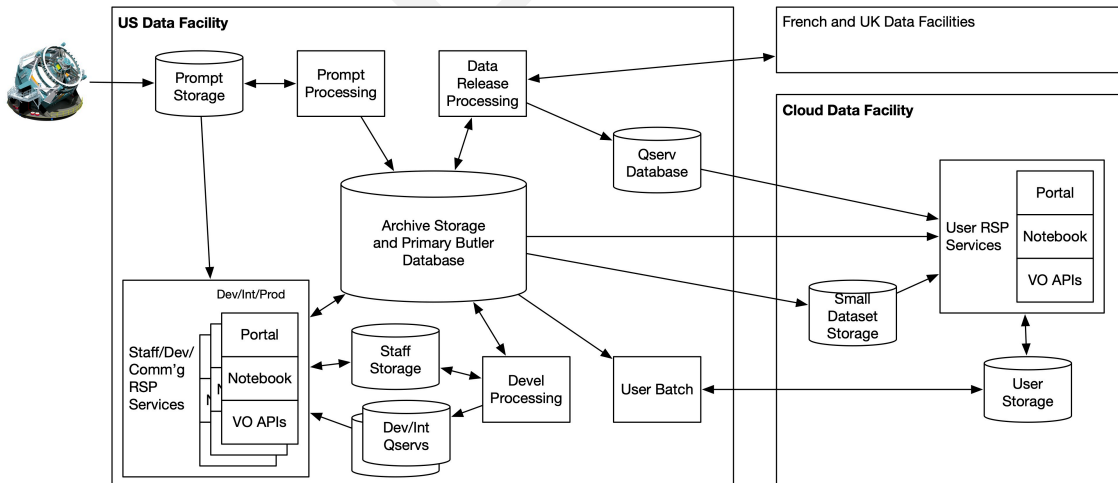 US Data Facility
French and UK Data Facilities
Prompt
Storage
Prompt
Processing
Data
Release
Processing
Cloud Data Facility
Qserv
Database
Portal
User RSP
Services
Notebook
VO APIs
Archive Storage
and Primary Butler
Database
Small
Dataset
Storage
Dev/Int/Prod
Portal
Staff/Dev/
Comm'g
RSP
Services
Notebook
VO APIs
Staff
Storage
Devel
Processing
User Batch
User
Storage
Dev/Int
Qservs